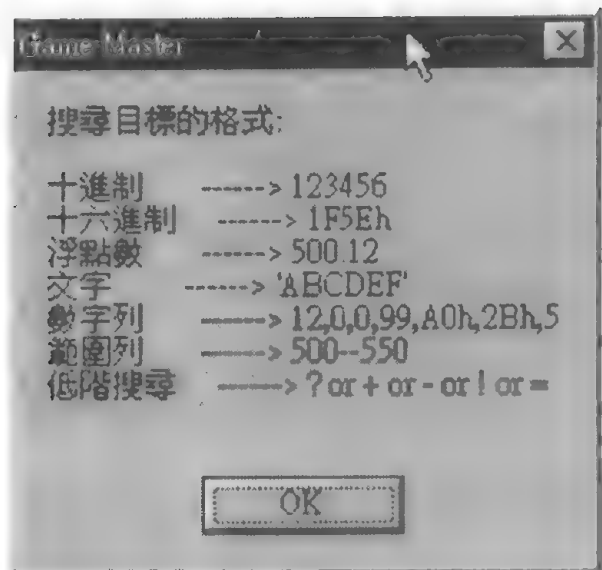 Game Master
搜尋目標的格式:
十進制 ------> 123456
十六進制 ------> 1F5Eh
浮點數 ------> 500.12
文字 ------> 'ABCDEF'
數字列 ------> 12,0,0,99,A0h,2Bh,5
範圍列 ------> 500--550
低階搜尋 ------> ? or + or - or ! or =
OK